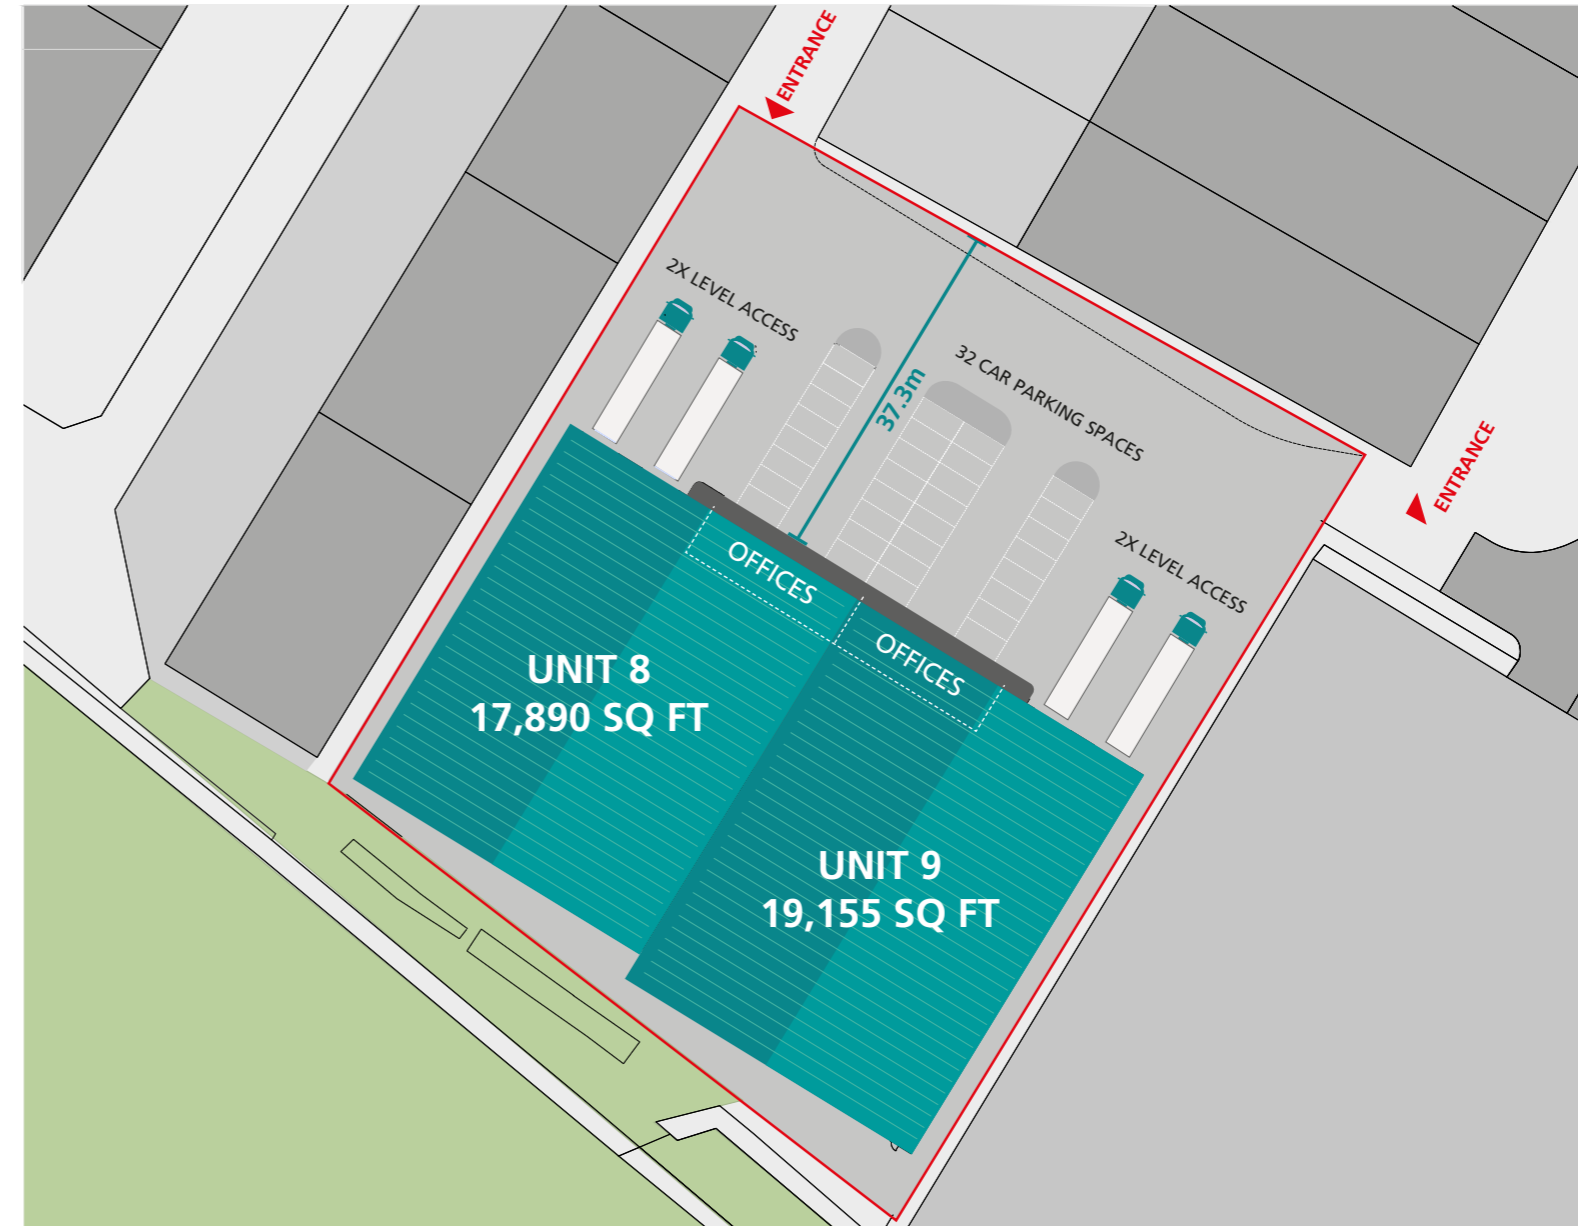 ENTRANCE
2X LEVEL ACCESS
32 CAR PARKING SPACES
37.3m
ENTRANCE
2X LEVEL ACCESS
OFFICES
OFFICES
UNIT 8
17,890 SQ FT
UNIT 9
19,155 SQ FT